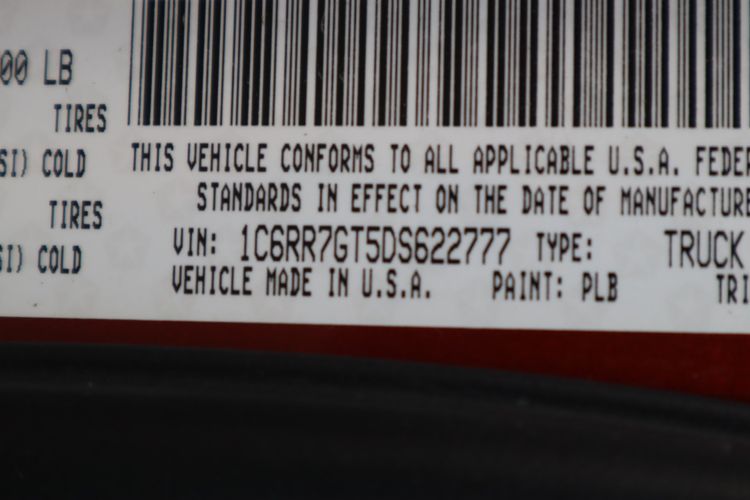 00 LB
TIRES
SI) COLD
TIRES
SI) COLD
THIS VEHICLE CONFORMS TO ALL APPLICABLE U.S.A. FEDER
STANDARDS IN EFFECT ON THE DATE OF MANUFACTURE
VIN: 1C6RR7GT5DS622777 TYPE: TRUCK
VEHICLE MADE IN U.S.A. PAINT: PLB TRI